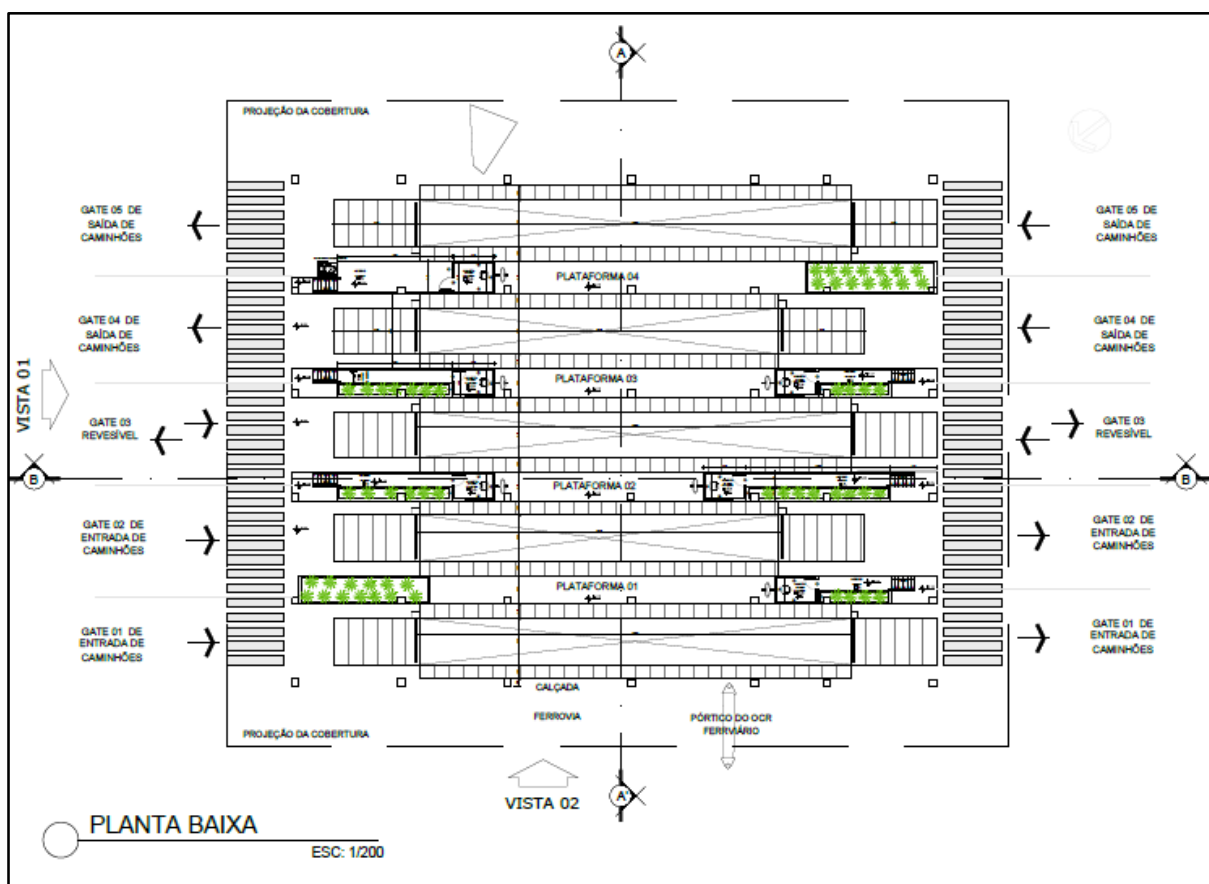 A
PROJEÇÃO DA COBERTURA
GATE 05 DE
SAÍDA DE
CAMINHÕES
GATE 05 DE
SAÍDA DE
CAMINHÕES
PLATAFORMA 04
GATE 04 DE
SAÍDA DE
CAMINHÕES
GATE 04 DE
SAÍDA DE
CAMINHÕES
VISTA 01
PLATAFORMA 03
GATE 03
REVESÍVEL
GATE 03
REVESÍVEL
B
PLATAFORMA 02
B
GATE 02 DE
ENTRADA DE
CAMINHÕES
GATE 02 DE
ENTRADA DE
CAMINHÕES
PLATAFORMA 01
GATE 01 DE
ENTRADA DE
CAMINHÕES
GATE 01 DE
ENTRADA DE
CAMINHÕES
CALÇADA
FERROVIA
PÓRTICO DO OCR
FERRVIÁRIO
PROJEÇÃO DA COBERTURA
VISTA 02
A'
PLANTA BAIXA
ESC: 1/200